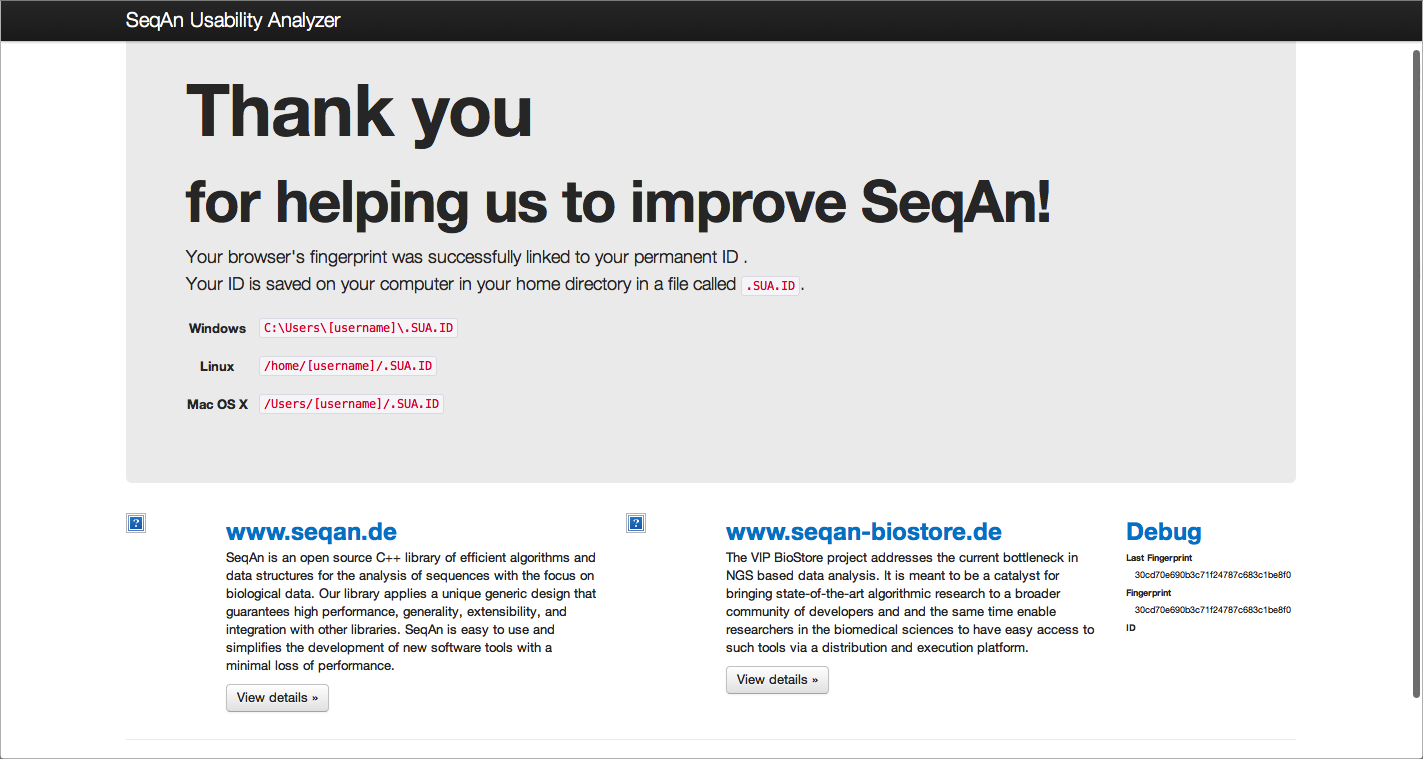 SeqAn Usability Analyzer
Thank you
for helping us to improve SeqAn!
Your browser's fingerprint was successfully linked to your permanent ID .
Your ID is saved on your computer in your home directory in a file called .SUA.ID.
Windows C:\Users\[username]\.SUA.ID
Linux /home/[username]/.SUA.ID
Mac OS X /Users/[username]/.SUA.ID
www.seqan.de
SeqAn is an open source C++ library of efficient algorithms and
data structures for the analysis of sequences with the focus on
biological data. Our library applies a unique generic design that
guarantees high performance, generality, extensibility, and
integration with other libraries. SeqAn is easy to use and
simplifies the development of new software tools with a
minimal loss of performance.
View details »
www.seqan-biostore.de
The VIP BioStore project addresses the current bottleneck in
NGS based data analysis. It is meant to be a catalyst for
bringing state-of-the-art algorithmic research to a broader
community of developers and and the same time enable
researchers in the biomedical sciences to have easy access to
such tools via a distribution and execution platform.
View details »
Debug
Last Fingerprint
30cd70e690b3c71f24787c683c1be8f0
Fingerprint
30cd70e690b3c71f24787c683c1be8f0
ID